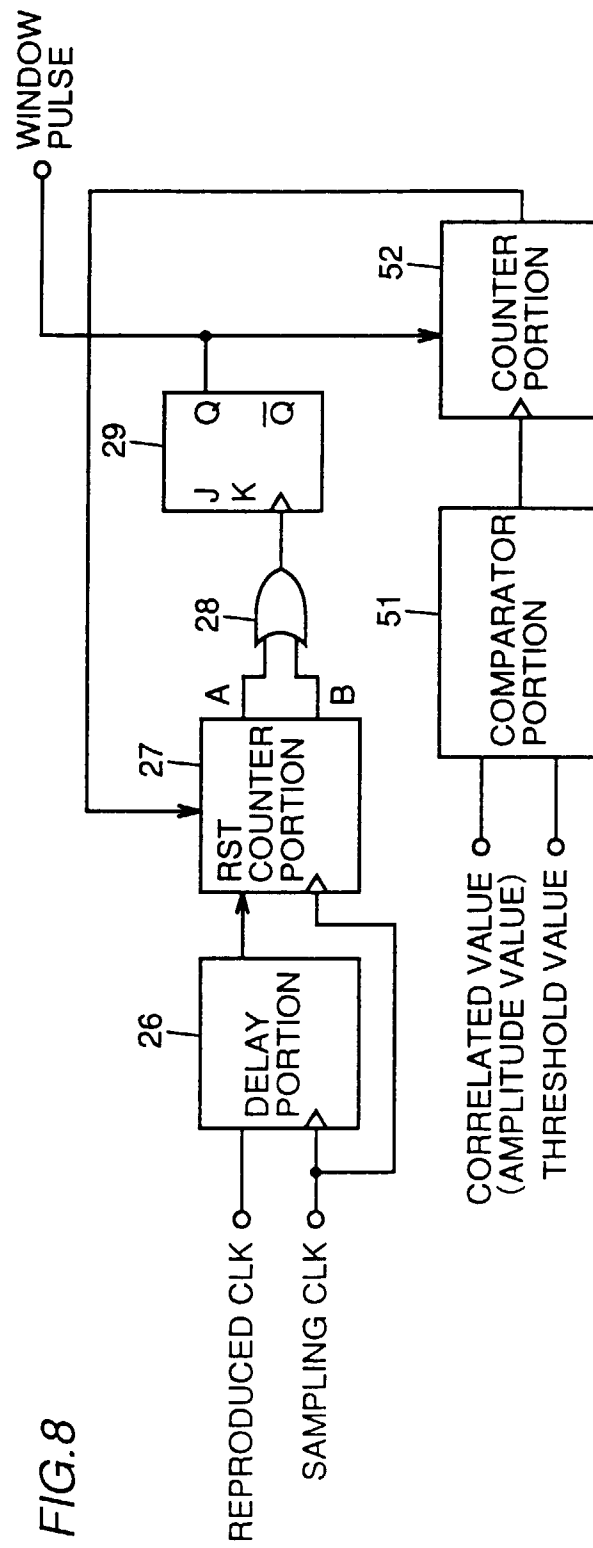 FIG.8
REPRODUCED CLK
SAMPLING CLK
26
DELAY
PORTION
27
RST
COUNTER
PORTION
A
B
28
29
J
K
Q
Q̅
WINDOW
PULSE
CORRELATED VALUE
(AMPLITUDE VALUE)
THRESHOLD VALUE
51
COMPARATOR
PORTION
52
COUNTER
PORTION